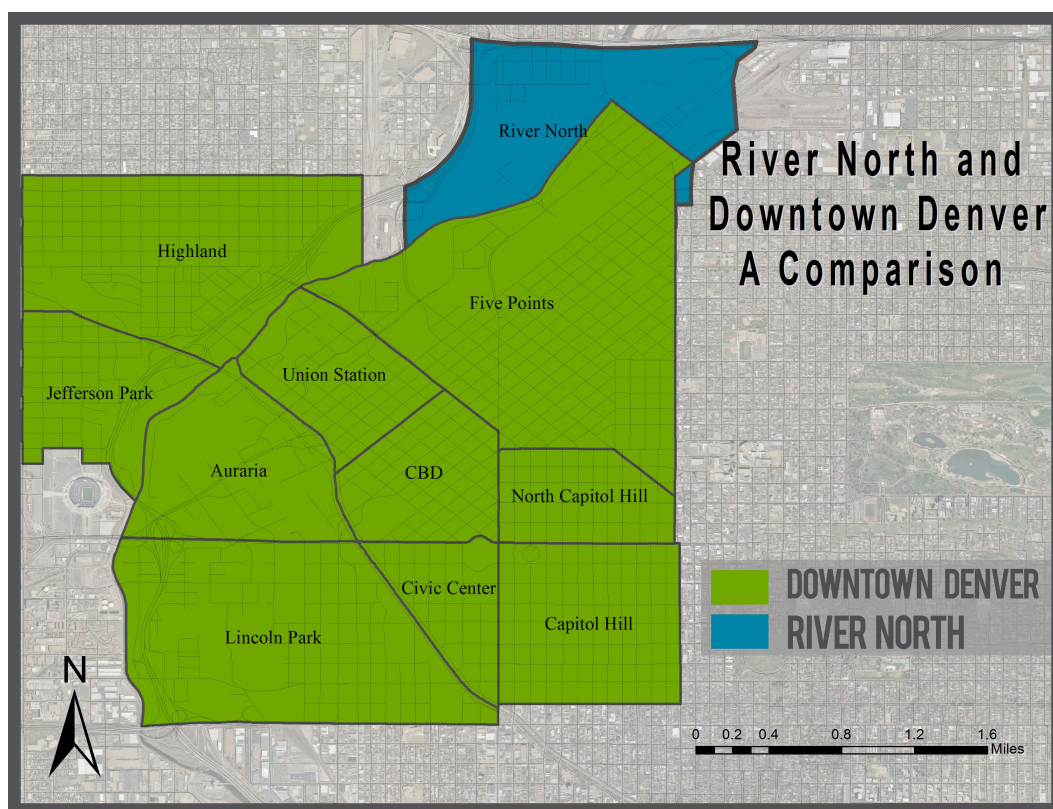 River North
River North and
Downtown Denver
A Comparison
Highland
Five Points
Union Station
Jefferson Park
Auraria
CBD
North Capitol Hill
DOWNTOWN DENVER
Civic Center
Capitol Hill
RIVER NORTH
Lincoln Park
N
0 0.2 0.4 0.8 1.2 1.6
Miles